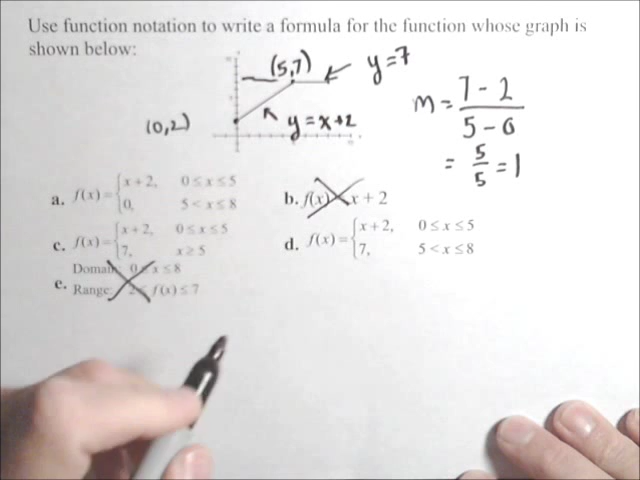 Use function notation to write a formula for the function whose graph is
shown below:
(5,7)
y=7
(0,2)
y=x+2
m = 7 - 2 / 5 - 0
= 5/5 = 1
a. f(x) = { x + 2, 0 ≤ x ≤ 5
0, 5 < x ≤ 8
b. f(x) = x + 2
c. f(x) = { x + 2, 0 ≤ x ≤ 5
7, x ≥ 5
d. f(x) = { x + 2, 0 ≤ x ≤ 5
7, 5 < x ≤ 8
e. Domain: 0 ≤ x ≤ 8
Range: 2 ≤ f(x) ≤ 7